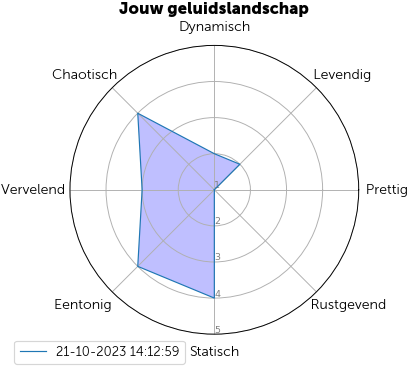 Jouw geluidslandschap
Dynamisch
Chaotisch
Levendig
Vervelend
1
Prettig
2
3
4
Eentonig
Rustgevend
5
21-10-2023 14:12:59
Statisch